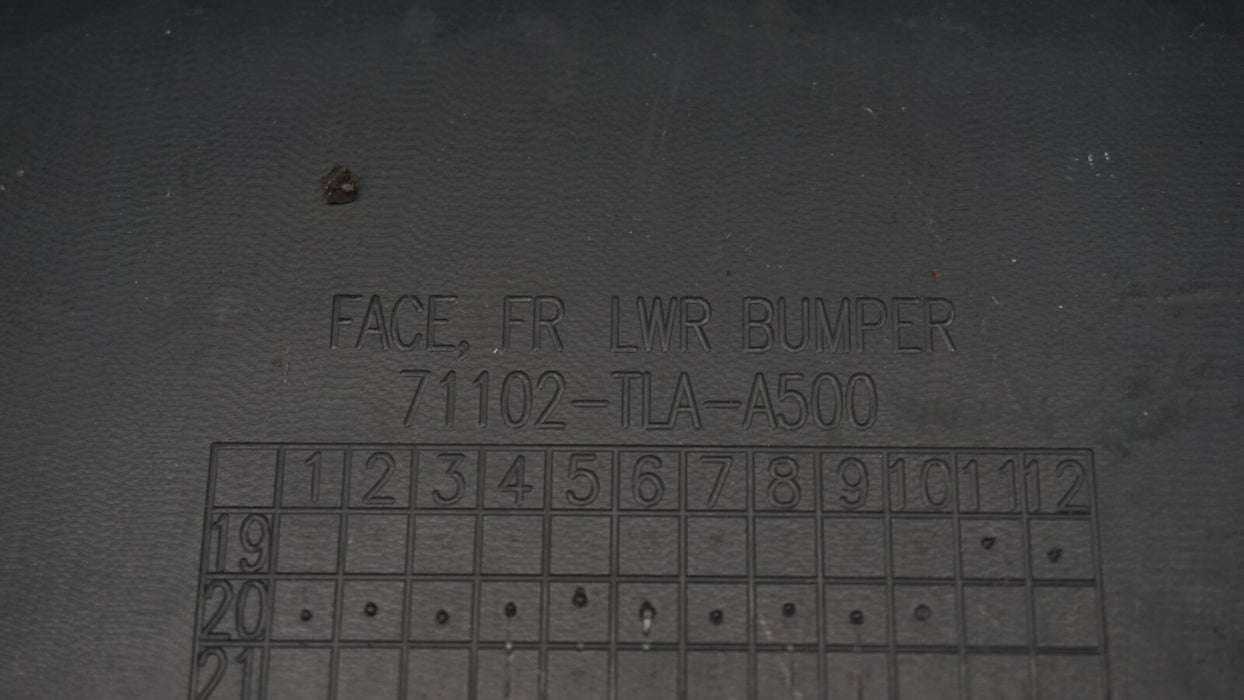 FACE, FR LWR BUMPER
71102-TLA-A500
1 2 3 4 5 6 7 8 9 10 11 12
19
20
21